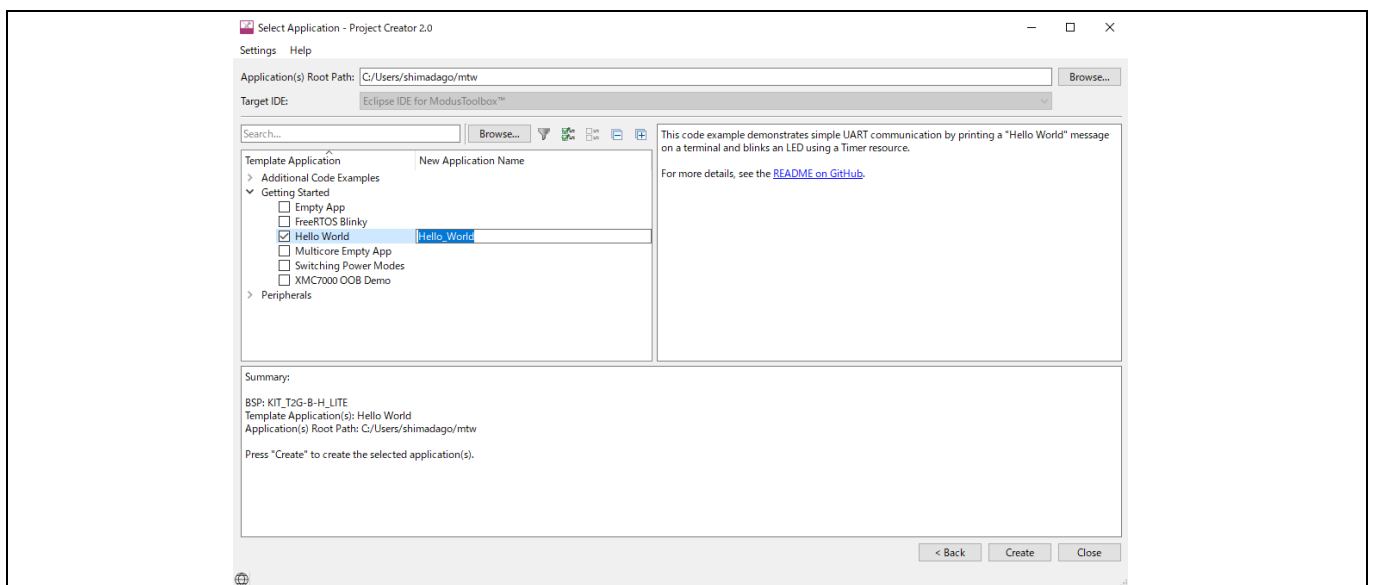 Select Application - Project Creator 2.0
Settings Help
Application(s) Root Path: C:/Users/shimadago/mtw Browse...
Target IDE: Eclipse IDE for ModusToolbox™
Search... Browse...
Template Application New Application Name
Additional Code Examples
Getting Started
Empty App
FreeRTOS Blinky
Hello World Hello_World
Multicore Empty App
Switching Power Modes
XMC7000 OOB Demo
Peripherals
This code example demonstrates simple UART communication by printing a "Hello World" message
on a terminal and blinks an LED using a Timer resource.
For more details, see the README on GitHub.
Summary:
BSP: KIT_T2G-B-H_LITE
Template Application(s): Hello World
Application(s) Root Path: C:/Users/shimadago/mtw
Press "Create" to create the selected application(s).
< Back Create Close